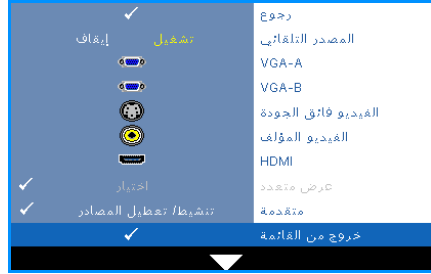 رجوع
المصدر التلقائي تشغيل إيقاف
VGA-A
VGA-B
الفيديو فائق الجودة
الفيديو المؤلف
HDMI
عرض متعدد اختيار
متقدمة تنشيط/ تعطيل المصادر
خروج من القائمة